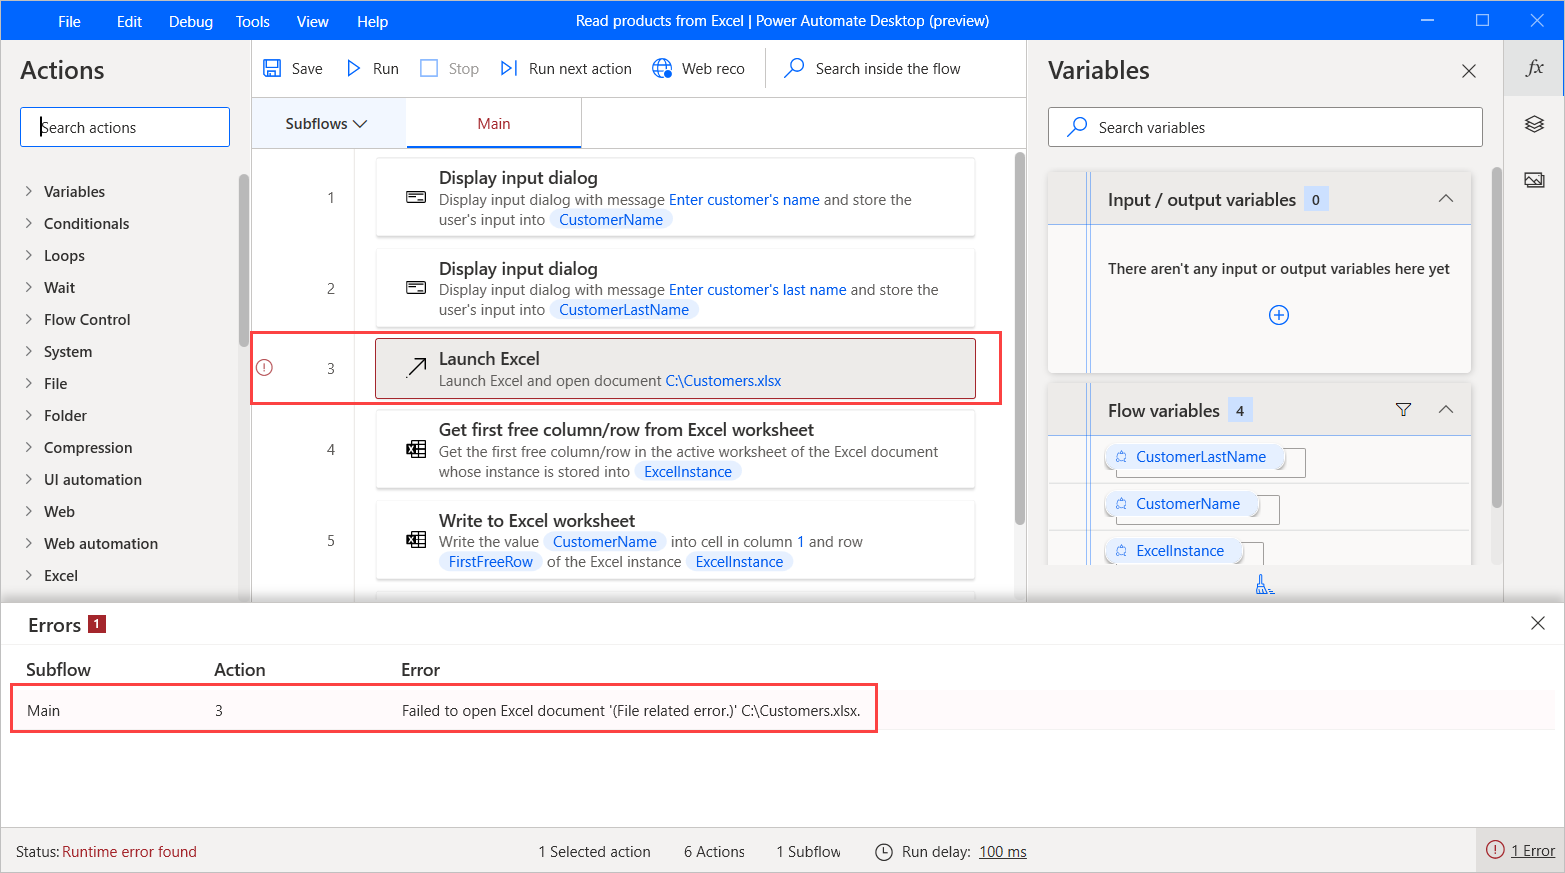 File Edit Debug Tools View Help Read products from Excel | Power Automate Desktop (preview)
Actions
Search actions
Variables
Conditionals
Loops
Wait
Flow Control
System
File
Folder
Compression
UI automation
Web
Web automation
Excel
Save Run Stop Run next action Web reco Search inside the flow
Subflows Main
1 Display input dialog
Display input dialog with message Enter customer's name and store the
user's input into CustomerName
2 Display input dialog
Display input dialog with message Enter customer's last name and store the
user's input into CustomerLastName
3 Launch Excel
Launch Excel and open document C:\Customers.xlsx
4 Get first free column/row from Excel worksheet
Get the first free column/row in the active worksheet of the Excel document
whose instance is stored into ExcelInstance
5 Write to Excel worksheet
Write the value CustomerName into cell in column 1 and row
FirstFreeRow of the Excel instance ExcelInstance
Variables
fx
Search variables
Input / output variables 0
There aren't any input or output variables here yet
Flow variables 4
CustomerLastName
CustomerName
ExcelInstance
Errors 1
Subflow Action Error
Main 3 Failed to open Excel document '(File related error.)' C:\Customers.xlsx.
Status: Runtime error found 1 Selected action 6 Actions 1 Subflow Run delay: 100 ms 1 Error